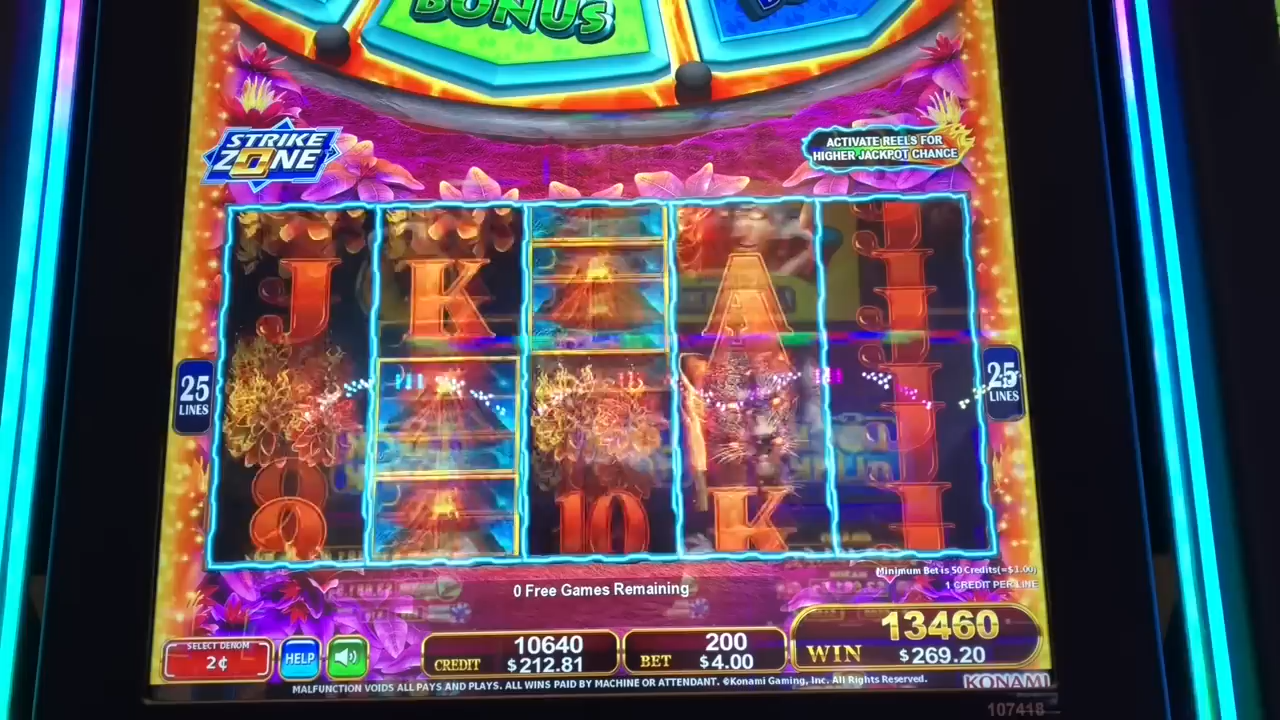 BONUS
STRIKE
ZONE
ACTIVATE REELS FOR
HIGHER JACKPOT CHANCE
J
K
A
J
J
J
J
J
25
LINES
25
LINES
Q
10
K
Minimum Bet is 50 Credits(=$1.00)
1 CREDIT PER LINE
0 Free Games Remaining
SELECT DENOM
2¢
HELP
CREDIT
10640
$212.81
BET
200
$4.00
WIN
13460
$269.20
MALFUNCTION VOIDS ALL PAYS AND PLAYS. ALL WINS PAID BY MACHINE OR ATTENDANT. ©Konami Gaming, Inc. All Rights Reserved.
KONAMI
107418